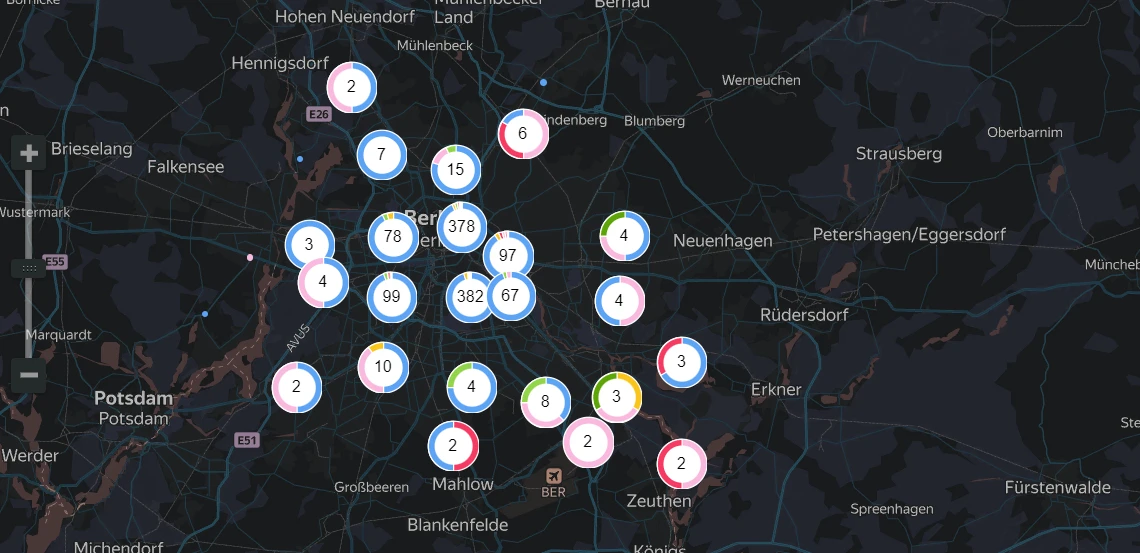 Bornicke
Mühlenbecker
Land
Bernau
Hohen Neuendorf
Mühlenbeck
Hennigsdorf
Werneuchen
2
E26
indenberg
Blumberg
6
Oberbarnim
Brieselang
Falkensee
7
15
Strausberg
Wustermark
Berl
378
78
3
97
4
Neuenhagen
Petershagen/Eggersdorf
E55
Müncheb
4
99
382
67
4
Rüdersdorf
Marquardt
AVUS
10
3
2
4
8
3
Erkner
Potsdam
Potsdam
E51
2
2
2
Werder
Großbeeren
Mahlow
BER
Zeuthen
Fürstenwalde
Spreenhagen
Blankenfelde
Michendorf
Königs